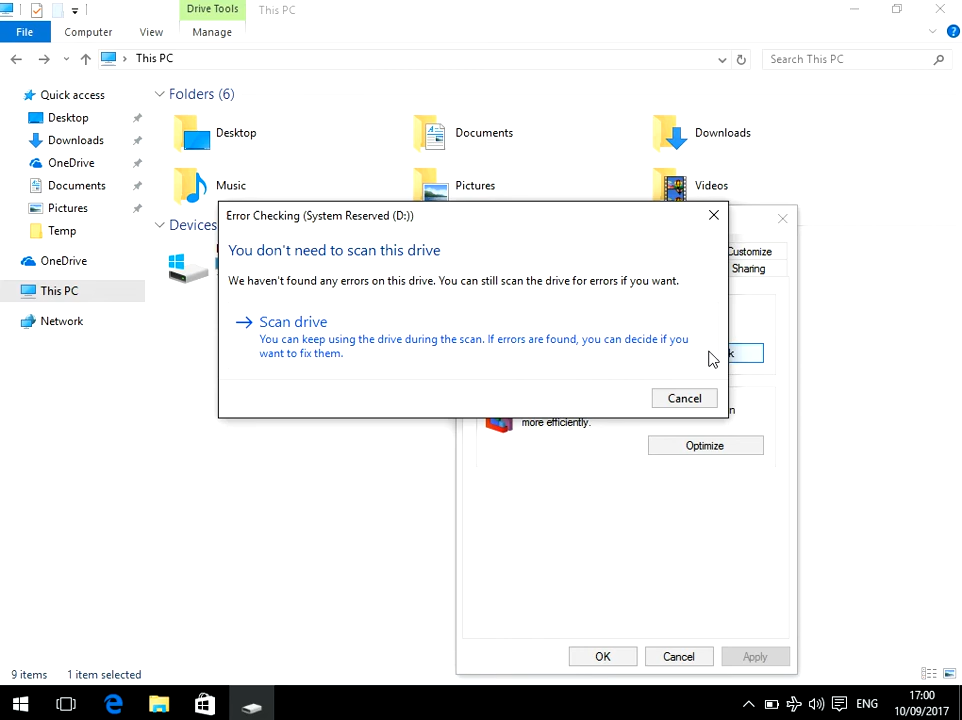 Drive Tools
This PC
File
Computer
View
Manage
This PC
Search This PC
Quick access
Desktop
Downloads
OneDrive
Documents
Pictures
Temp
OneDrive
This PC
Network
Folders (6)
Desktop
Documents
Downloads
Music
Pictures
Videos
Devices
Customize
Sharing
Error Checking (System Reserved (D:))
You don't need to scan this drive
We haven't found any errors on this drive. You can still scan the drive for errors if you want.
Scan drive
You can keep using the drive during the scan. If errors are found, you can decide if you
want to fix them.
Cancel
k
n
more efficiently.
Optimize
OK
Cancel
Apply
9 items
1 item selected
ENG
17:00
10/09/2017